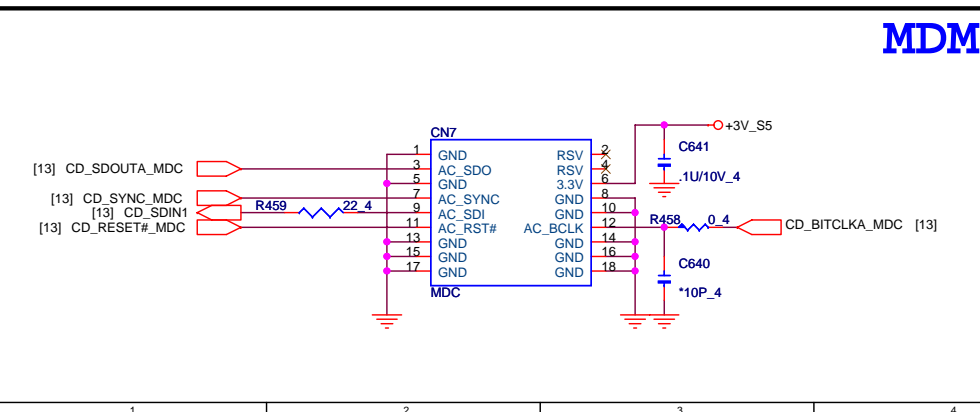 MDM
+3V_S5
CN7
C641
.1U/10V_4
1 GND RSV 2
[13] CD_SDOUTA_MDC 3 AC_SDO RSV 4
5 GND 3.3V 6
[13] CD_SYNC_MDC 7 AC_SYNC GND 8
[13] CD_SDIN1 R459 22_4 9 AC_SDI GND 10
[13] CD_RESET#_MDC 11 AC_RST# AC_BCLK 12 R458 0_4 CD_BITCLKA_MDC [13]
13 GND GND 14
15 GND GND 16
17 GND GND 18
C640
*10P_4
MDC
1 2 3 4